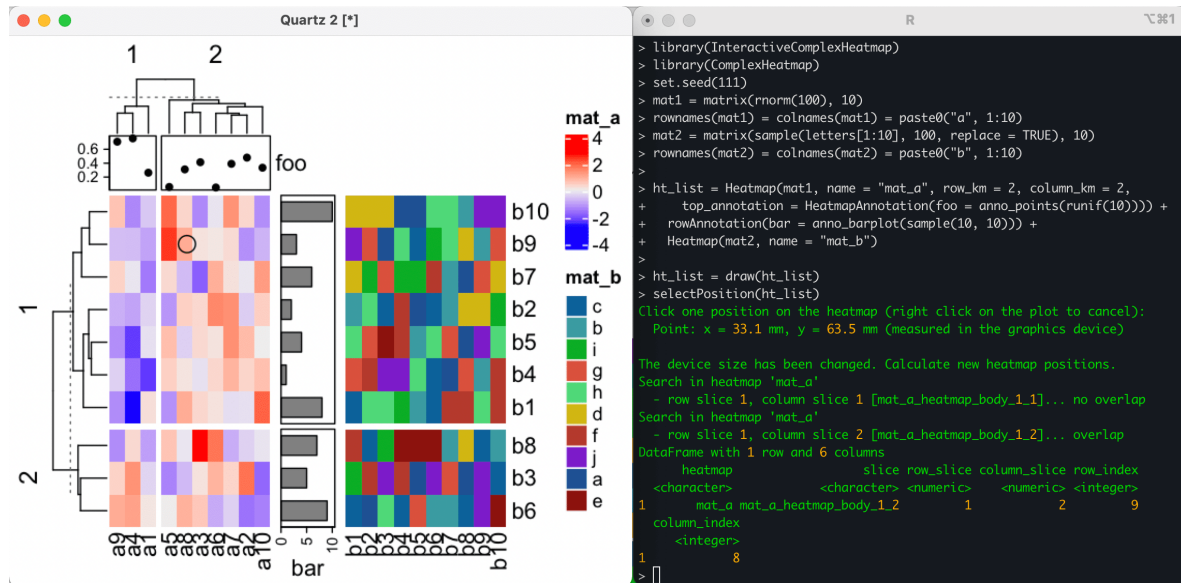 Quartz 2 [*]
1 2
0.6
0.4
0.2
foo
mat_a
4
2
0
-2
-4
mat_b
c
b
i
g
h
d
f
j
a
e
1
2
b10
b9
b7
b2
b5
b4
b1
b8
b3
b6
a9 a4 a1 a5 a8 a3 a6 a7 a2 a10
0 5 10
bar
b1 b2 b3 b4 b5 b6 b7 b8 b9 b10
R ⌥⌘1
> library(InteractiveComplexHeatmap)
> library(ComplexHeatmap)
> set.seed(111)
> mat1 = matrix(rnorm(100), 10)
> rownames(mat1) = colnames(mat1) = paste0("a", 1:10)
> mat2 = matrix(sample(letters[1:10], 100, replace = TRUE), 10)
> rownames(mat2) = colnames(mat2) = paste0("b", 1:10)
>
> ht_list = Heatmap(mat1, name = "mat_a", row_km = 2, column_km = 2,
+ top_annotation = HeatmapAnnotation(foo = anno_points(runif(10)))) +
+ rowAnnotation(bar = anno_barplot(sample(10, 10))) +
+ Heatmap(mat2, name = "mat_b")
>
> ht_list = draw(ht_list)
> selectPosition(ht_list)
Click one position on the heatmap (right click on the plot to cancel):
Point: x = 33.1 mm, y = 63.5 mm (measured in the graphics device)
The device size has been changed. Calculate new heatmap positions.
Search in heatmap 'mat_a'
- row slice 1, column slice 1 [mat_a_heatmap_body_1_1]... no overlap
Search in heatmap 'mat_a'
- row slice 1, column slice 2 [mat_a_heatmap_body_1_2]... overlap
DataFrame with 1 row and 6 columns
heatmap slice row_slice column_slice row_index
<character> <character> <numeric> <numeric> <integer>
1 mat_a mat_a_heatmap_body_1_2 1 2 9
column_index
<integer>
1 8
>